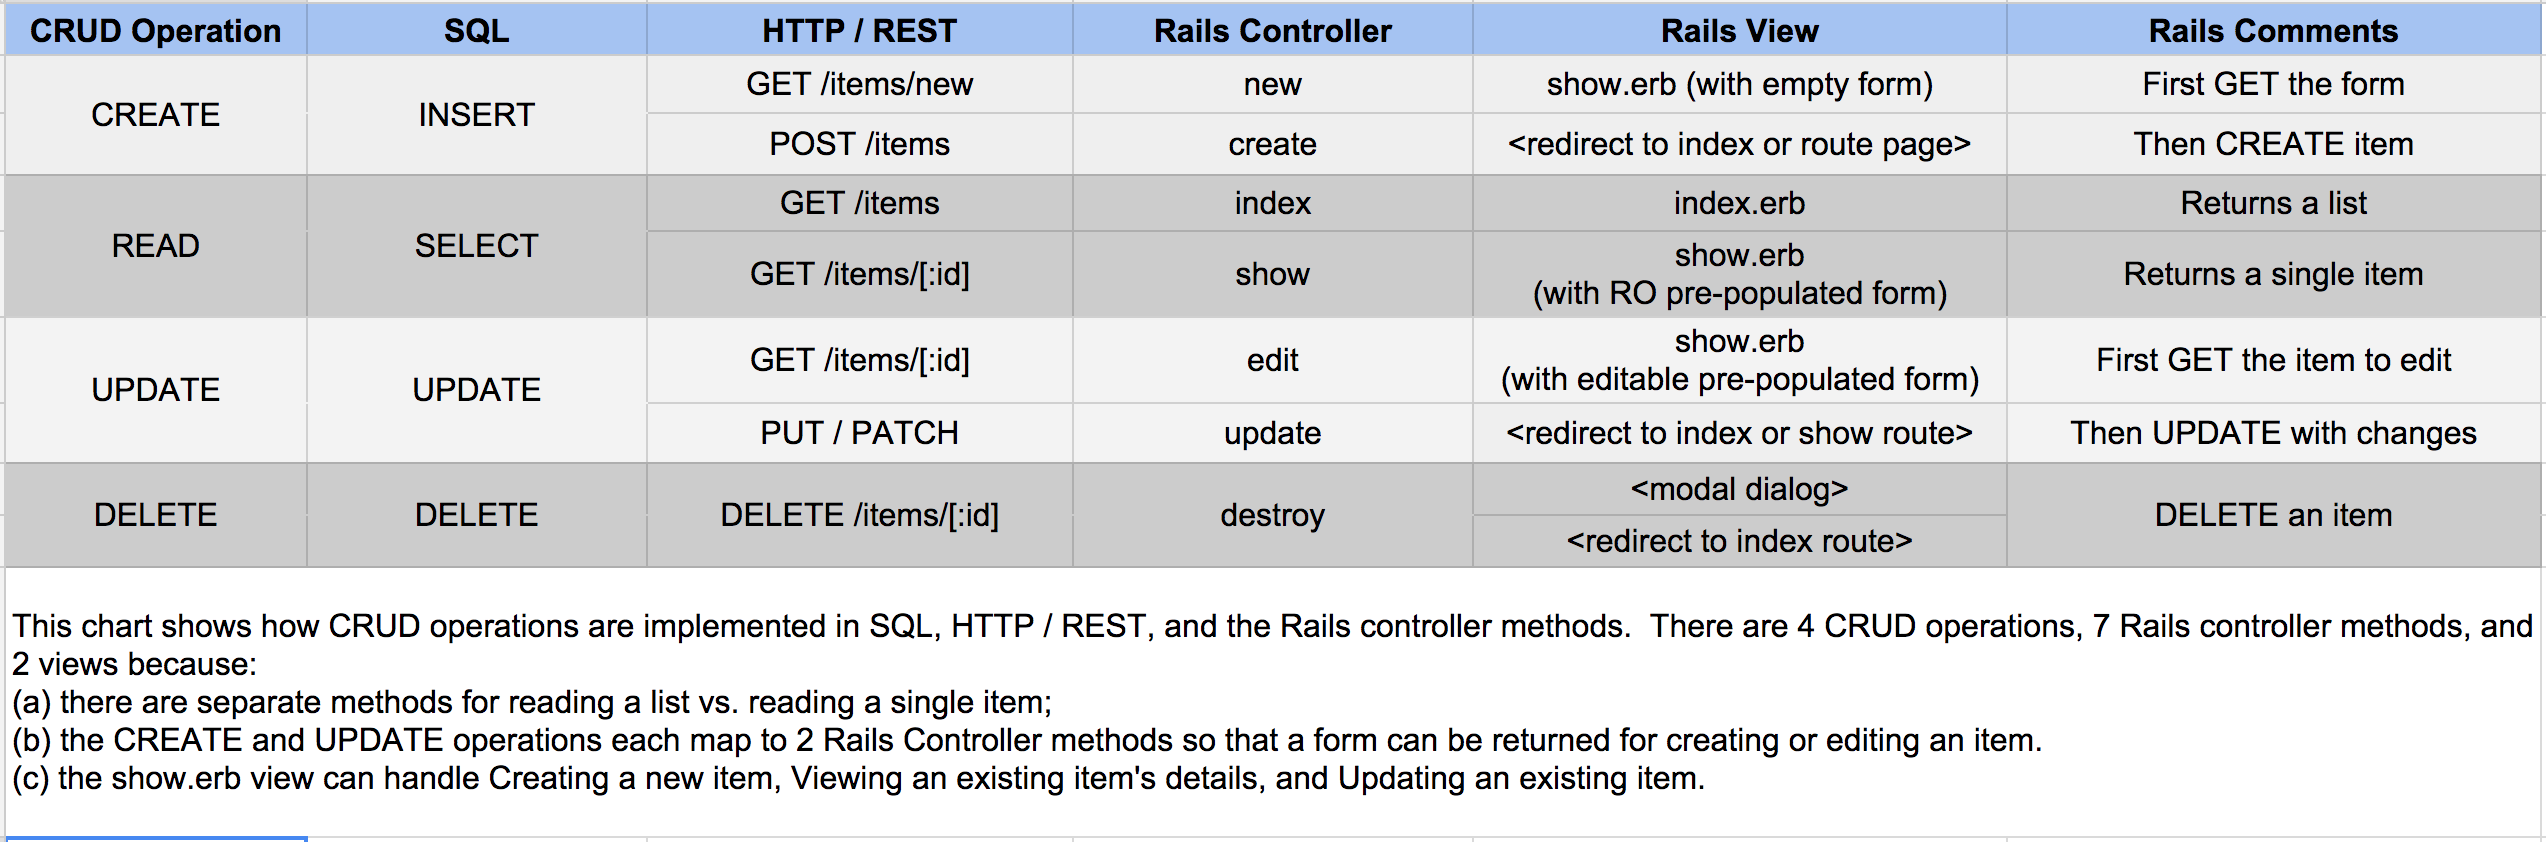 CRUD Operation SQL HTTP / REST Rails Controller Rails View Rails Comments
CREATE INSERT GET /items/new new show.erb (with empty form) First GET the form
POST /items create <redirect to index or route page> Then CREATE item
READ SELECT GET /items index index.erb Returns a list
GET /items/[:id] show show.erb
(with RO pre-populated form) Returns a single item
UPDATE UPDATE GET /items/[:id] edit show.erb
(with editable pre-populated form) First GET the item to edit
PUT / PATCH update <redirect to index or show route> Then UPDATE with changes
DELETE DELETE DELETE /items/[:id] destroy <modal dialog> DELETE an item
<redirect to index route>
This chart shows how CRUD operations are implemented in SQL, HTTP / REST, and the Rails controller methods.  There are 4 CRUD operations, 7 Rails controller methods, and
2 views because:
(a) there are separate methods for reading a list vs. reading a single item;
(b) the CREATE and UPDATE operations each map to 2 Rails Controller methods so that a form can be returned for creating or editing an item.
(c) the show.erb view can handle Creating a new item, Viewing an existing item's details, and Updating an existing item.